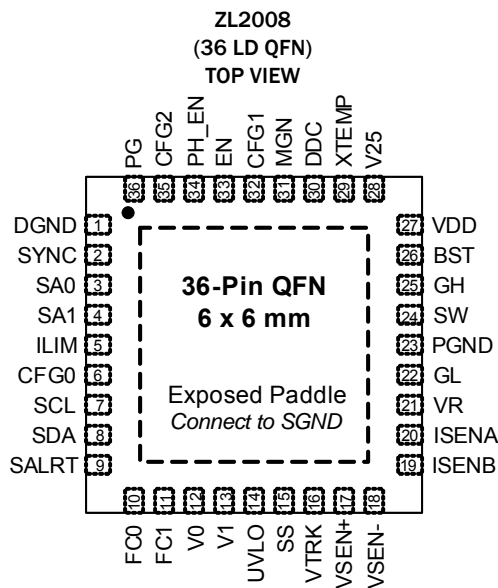 ZL2008
(36 LD QFN)
TOP VIEW
PG
CFG2
PH_EN
EN
CFG1
MGN
DDC
XTEMP
V25
36
35
34
33
32
31
30
29
28
DGND 1
SYNC 2
SA0 3
SA1 4
ILIM 5
CFG0 6
SCL 7
SDA 8
SALRT 9
36-Pin QFN
6 x 6 mm
Exposed Paddle
Connect to SGND
27 VDD
26 BST
25 GH
24 SW
23 PGND
22 GL
21 VR
20 ISENA
19 ISENB
10
11
12
13
14
15
16
17
18
FC0
FC1
V0
V1
UVLO
SS
VTRK
VSEN+
VSEN-